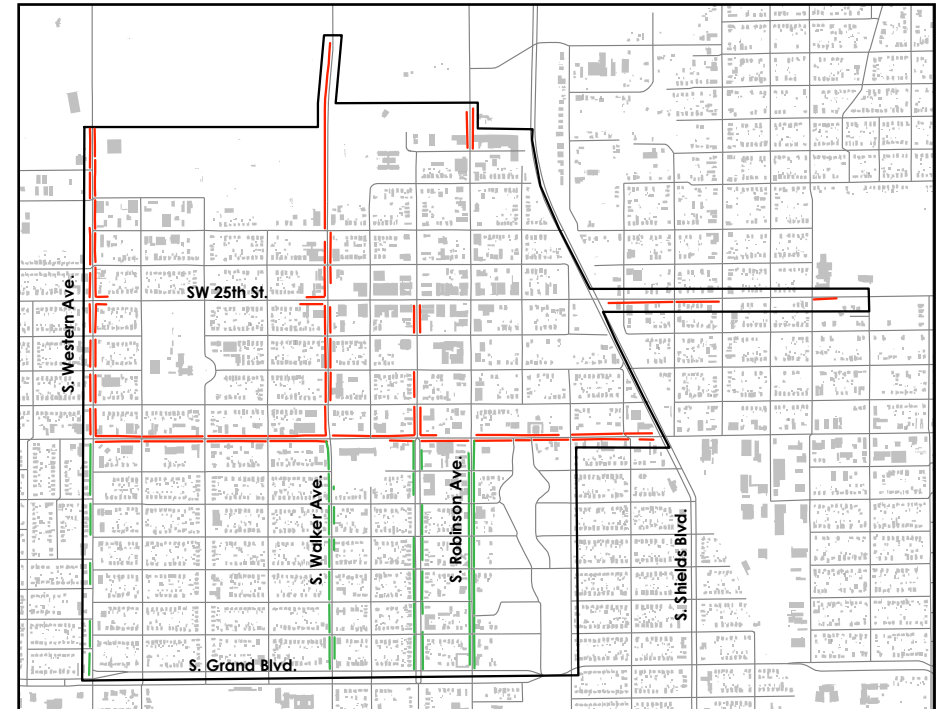 SW 25th St.
S. Western Ave.
S. Walker Ave.
S. Robinson Ave.
S. Shields Blvd.
S. Grand Blvd.